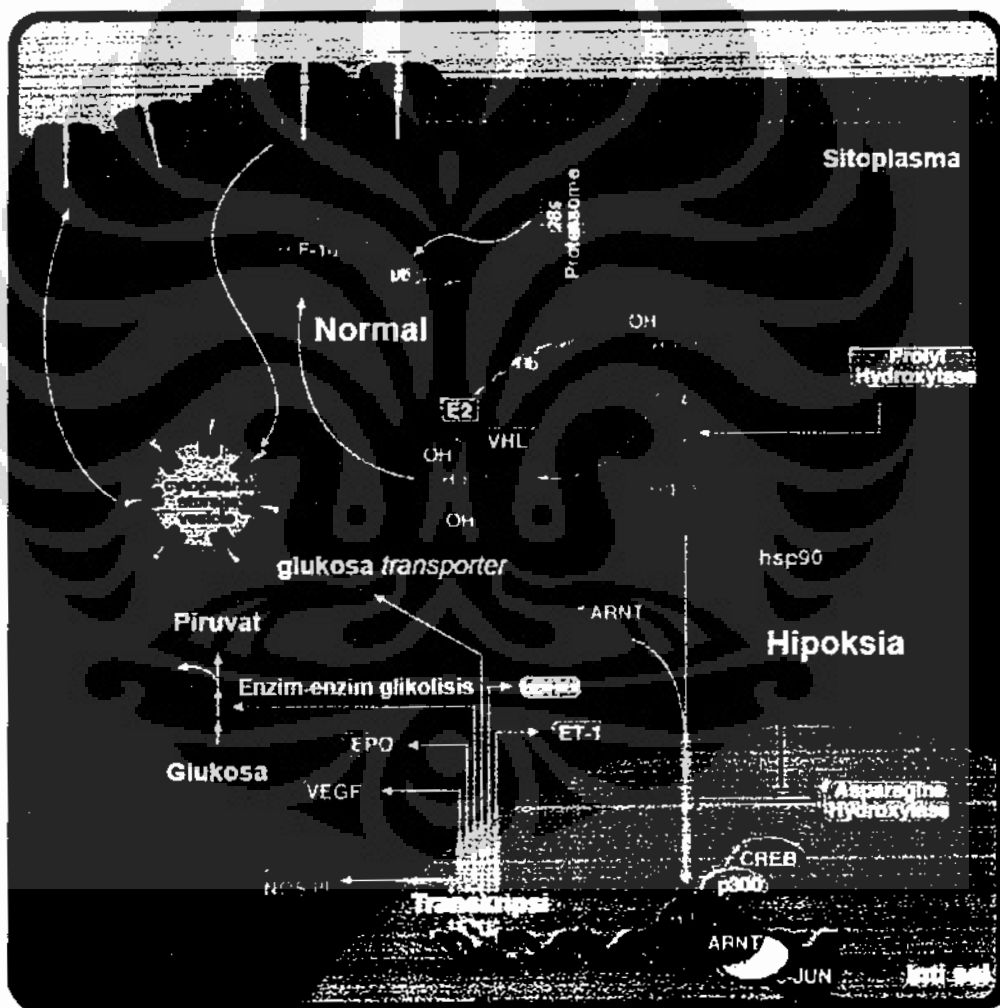 Sitoplasma
28s
Proteasome
Normal
OH
Prolyl
Hydroxylase
E2
VHL
OH
OH
glukosa transporter
hsp90
ARNT
Piruvat
Hipoksia
Enzim-enzim glikolisis
EPO
ET-1
Glukosa
VEGF
Asparagine
Hydroxylase
CREB
p300
Transkripsi
ARNT
JUN
Inti sel